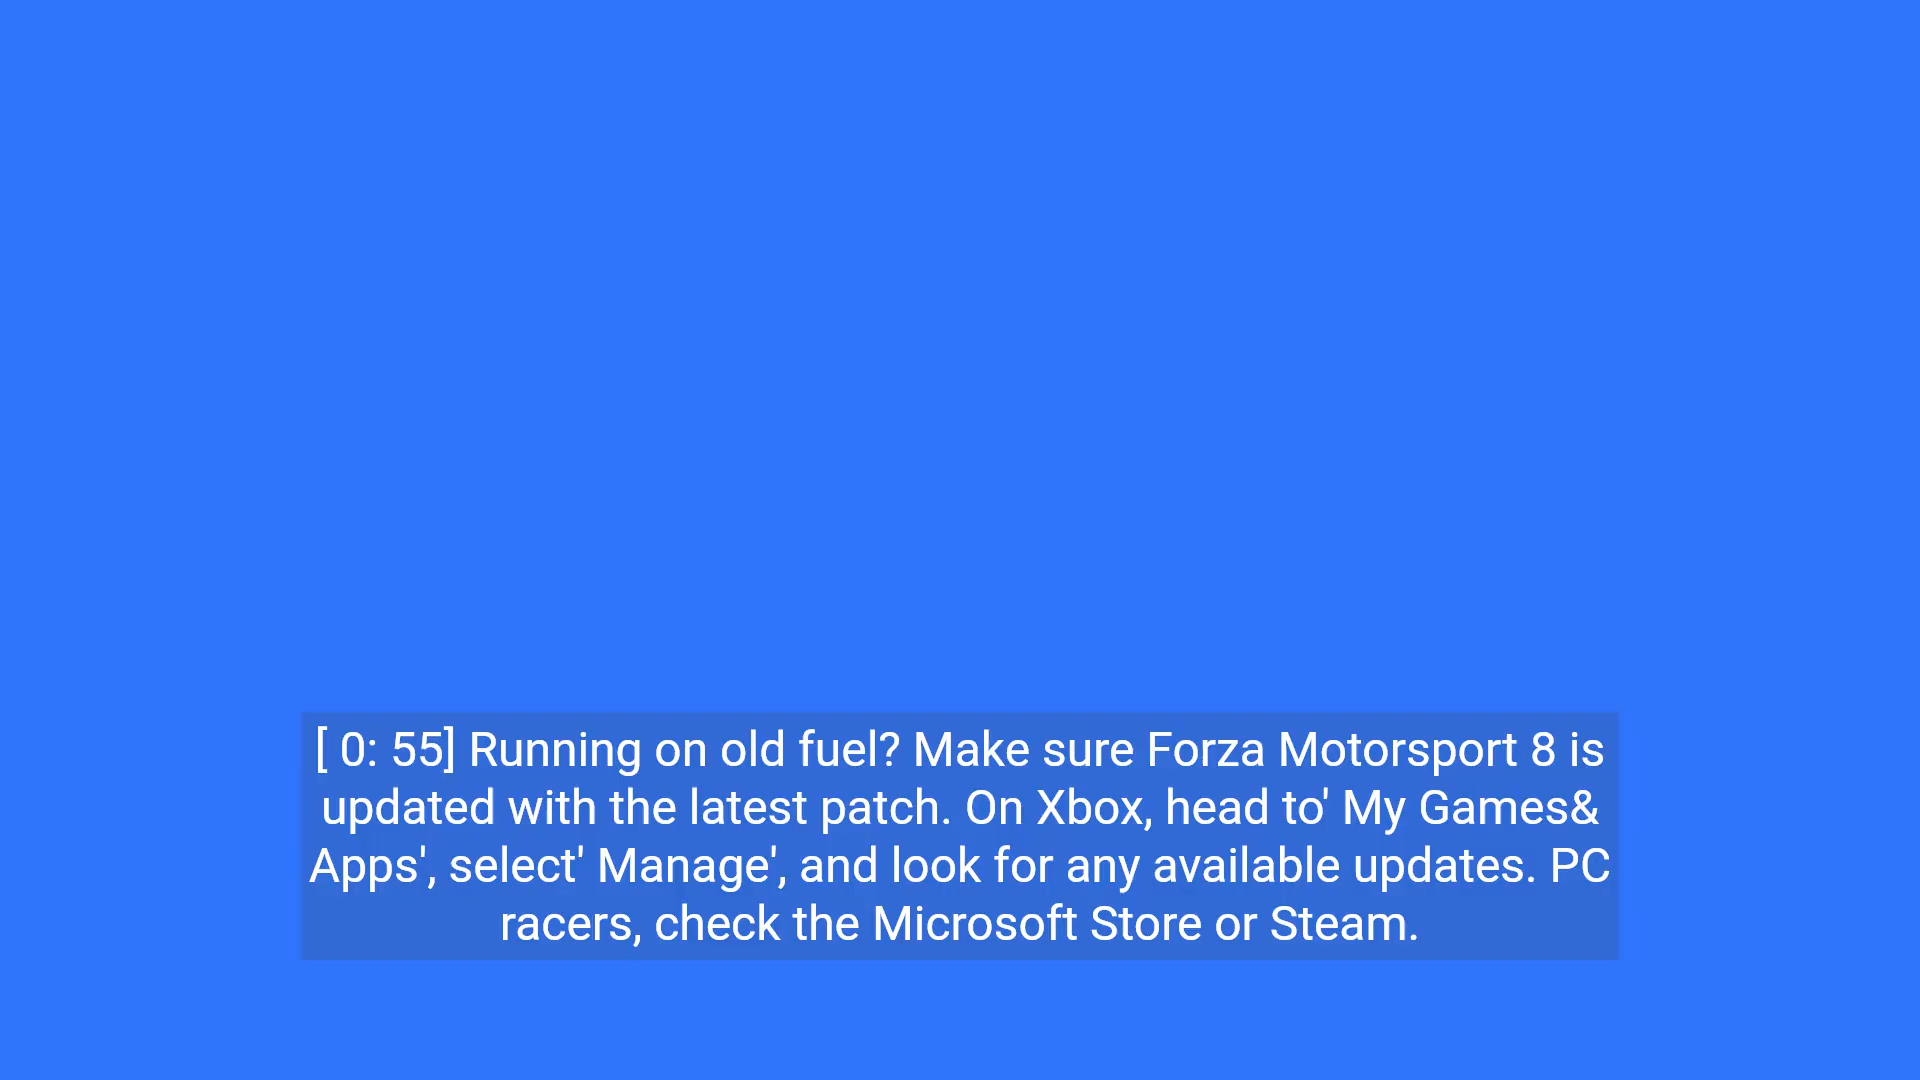 [ 0: 55] Running on old fuel? Make sure Forza Motorsport 8 is
updated with the latest patch. On Xbox, head to' My Games&
Apps', select' Manage', and look for any available updates. PC
racers, check the Microsoft Store or Steam.